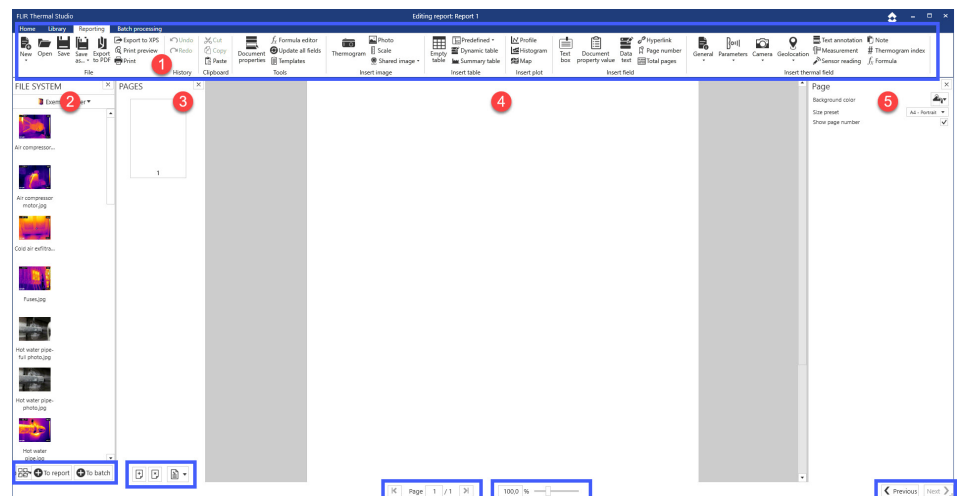 FLIR Thermal Studio
Editing report: Report 1
Home Library Reporting Batch processing
New Open Save Save as... Export to PDF
Export to XPS
Print preview
Print
File
Undo
Redo
History
Cut
Copy
Paste
Clipboard
Document properties
Formula editor
Update all fields
Templates
Tools
Thermogram
Photo
Scale
Shared image
Insert image
Empty table
Predefined
Dynamic table
Summary table
Insert table
Profile
Histogram
Map
Insert plot
Text box
Document property value
Data text
Hyperlink
Page number
Total pages
Insert field
General Parameters Camera Geolocation
Text annotation
Measurement
Sensor reading
Note
# Thermogram index
Formula
Insert thermal field
1
FILE SYSTEM
2
Air compressor...
Air compressor
motor.jpg
Cold air exfiltra...
Fuses.jpg
Hot water pipe-
full photo.jpg
Hot water pipe-
photo.jpg
Hot water
pipe.jpg
To report To batch
PAGES
3
1
4
Page 1 / 1
100,0 %
Page
5
Background color
Size preset A4 - Portrait
Show page number
Previous Next